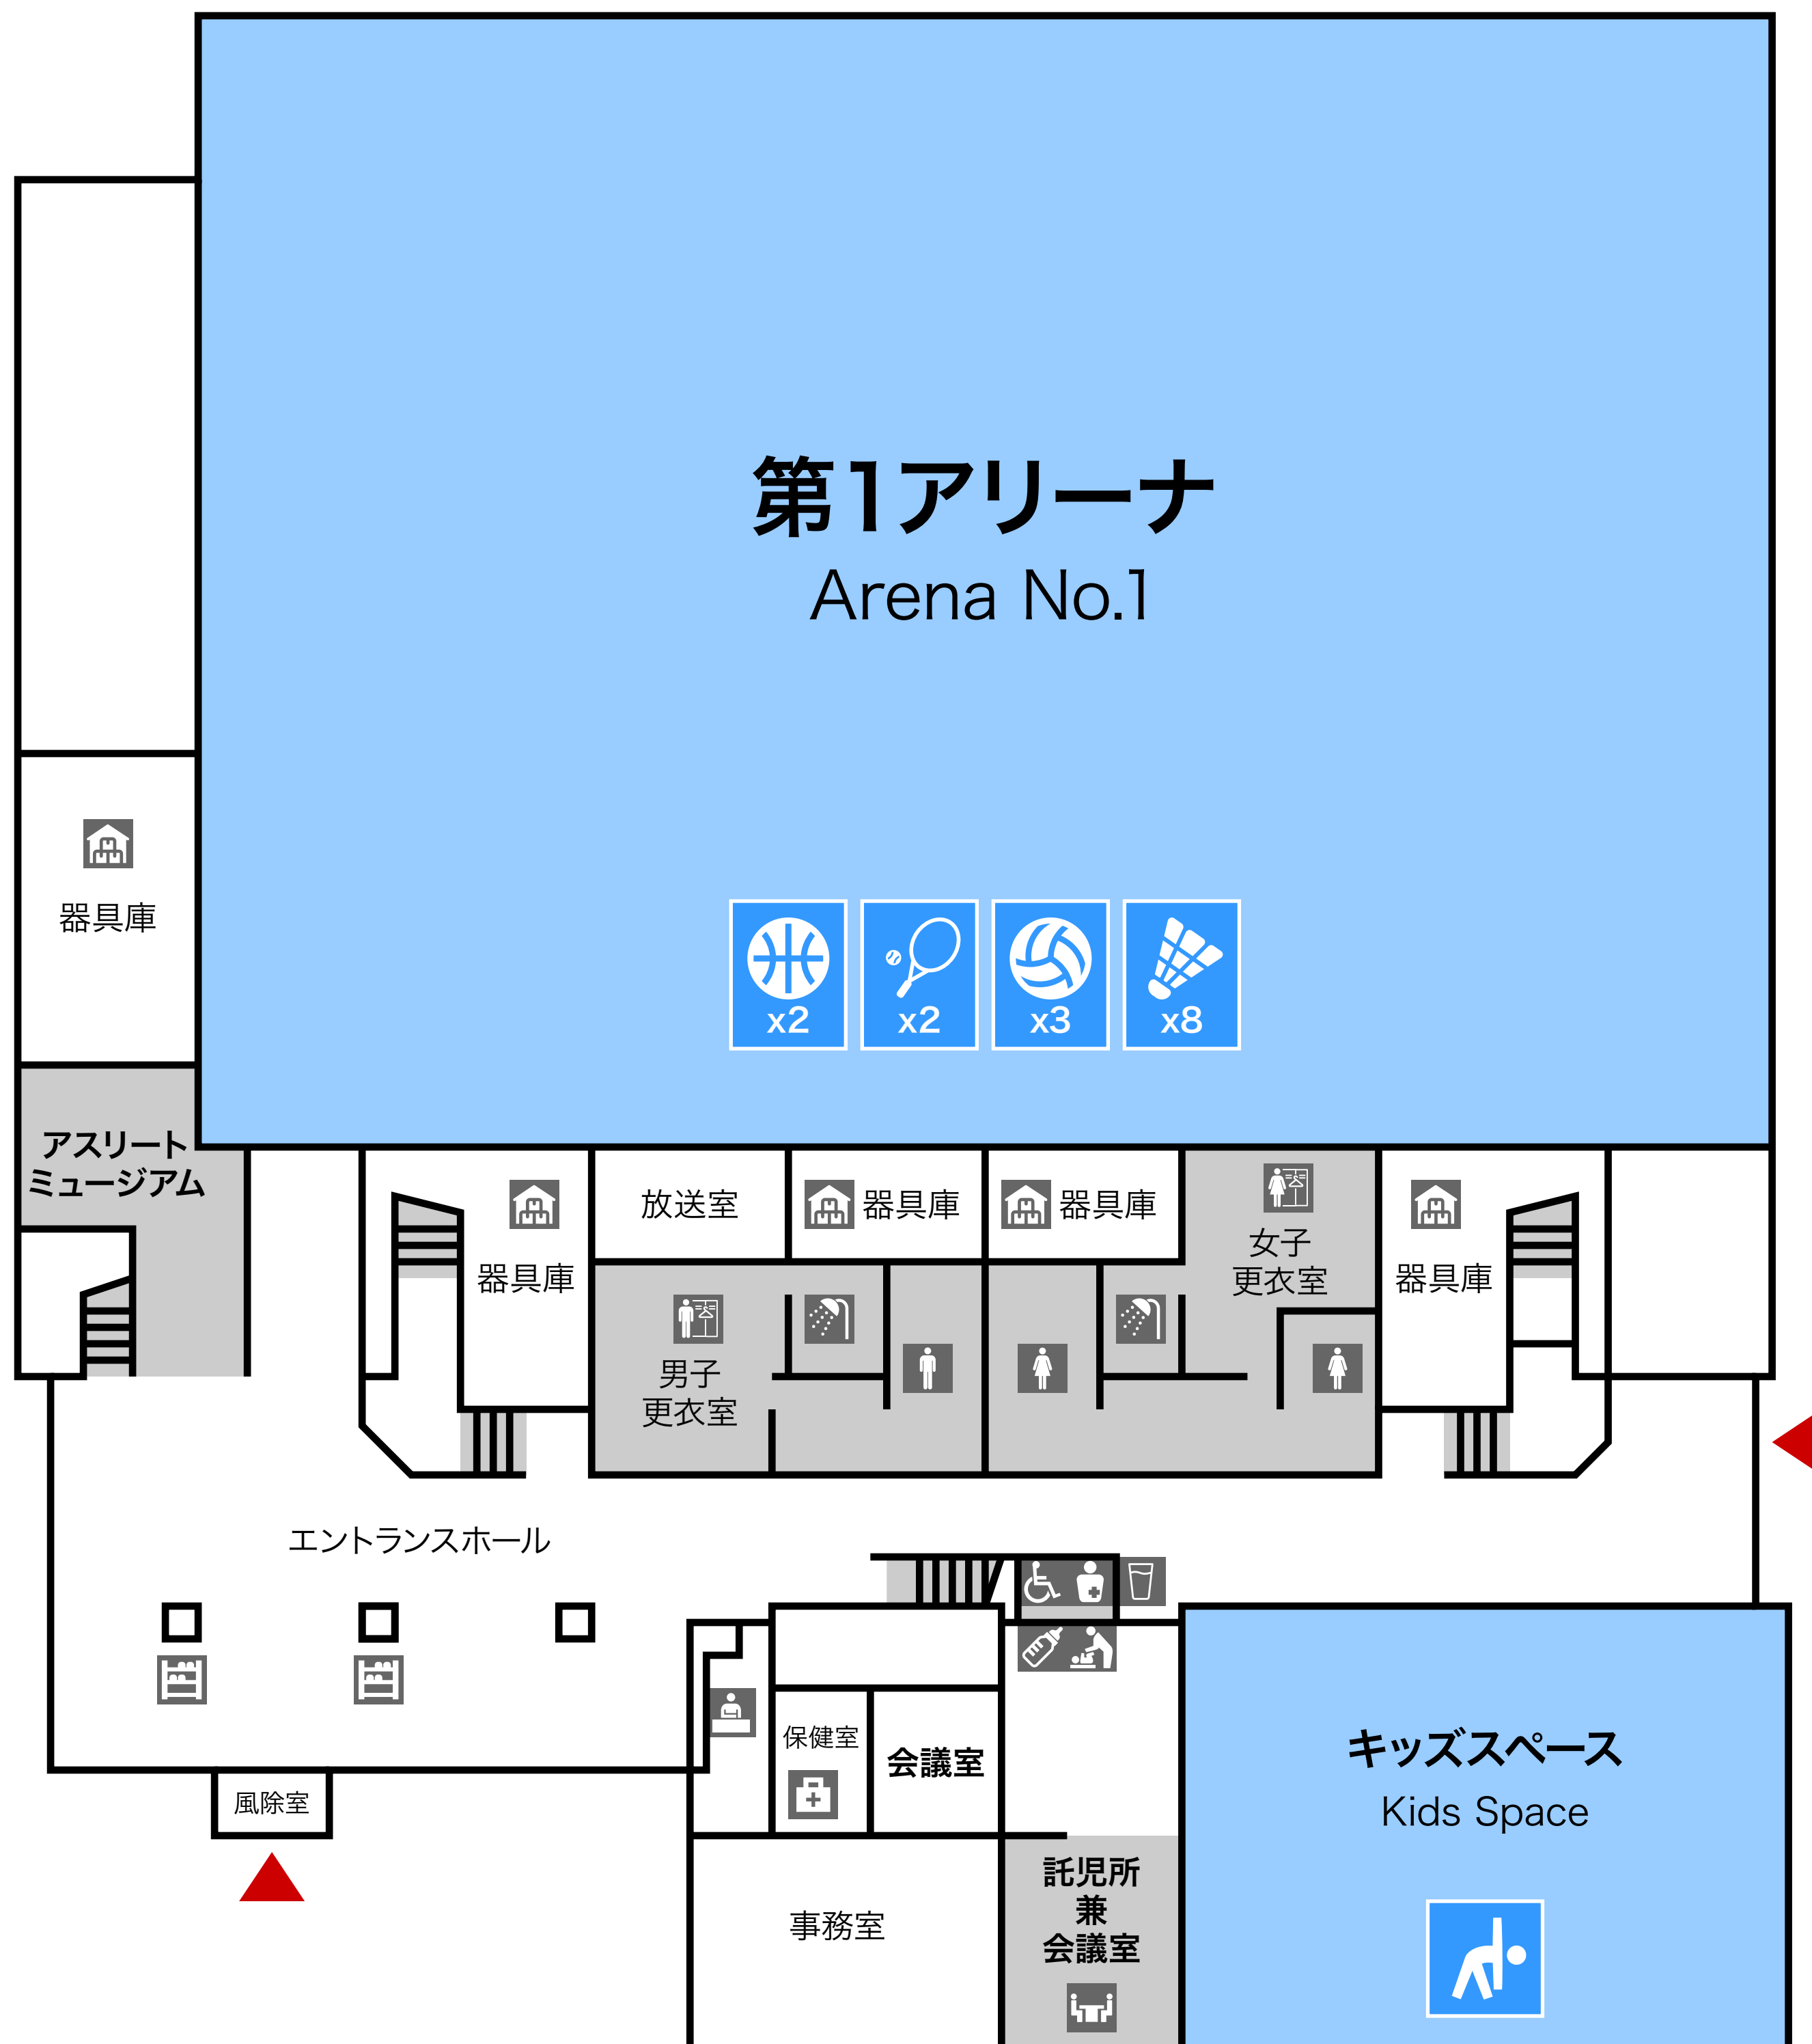 第1アリーナ
Arena No.1
器具庫
x2
x2
x3
x8
アスリート
ミュージアム
器具庫
放送室
器具庫
器具庫
女子
更衣室
器具庫
男子
更衣室
エントランスホール
保健室
会議室
風除室
キッズスペース
Kids Space
事務室
託児所
兼
会議室